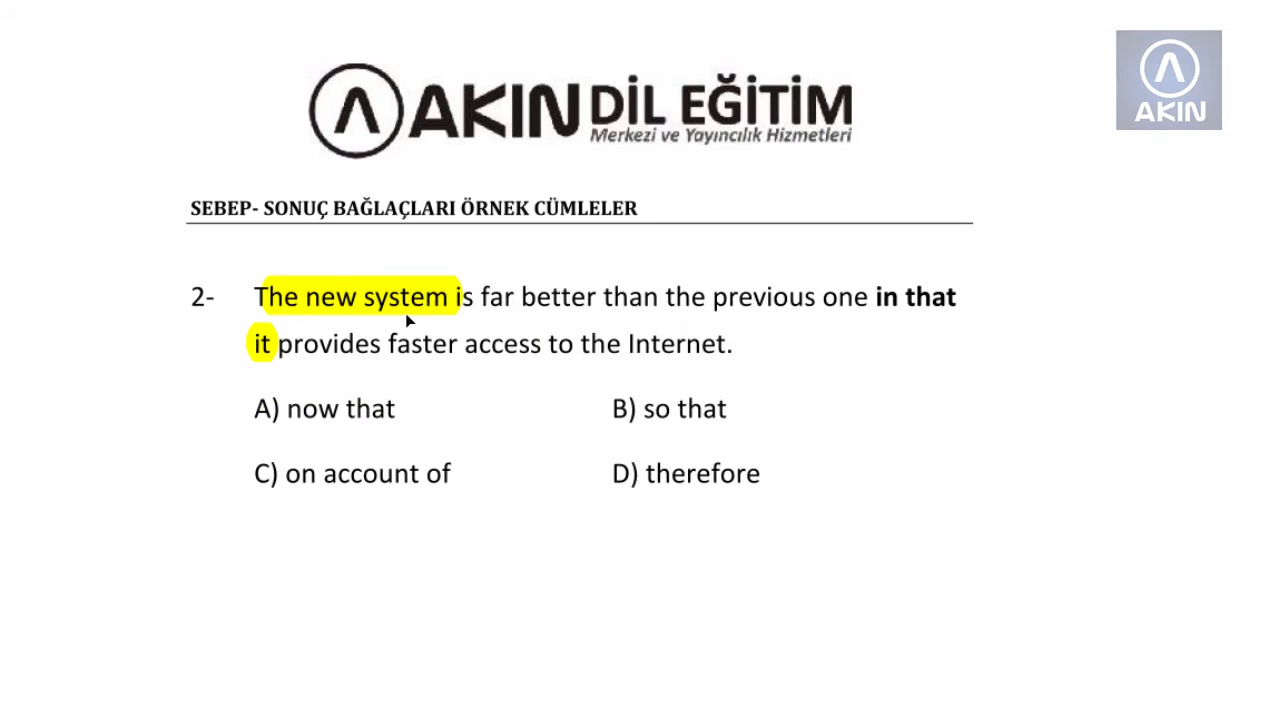 AKIN DİL EĞİTİM
Merkezi ve Yayıncılık Hizmetleri
AKIN
SEBEP- SONUÇ BAĞLAÇLARI ÖRNEK CÜMLELER
2- The new system is far better than the previous one in that
it provides faster access to the Internet.
A) now that B) so that
C) on account of D) therefore